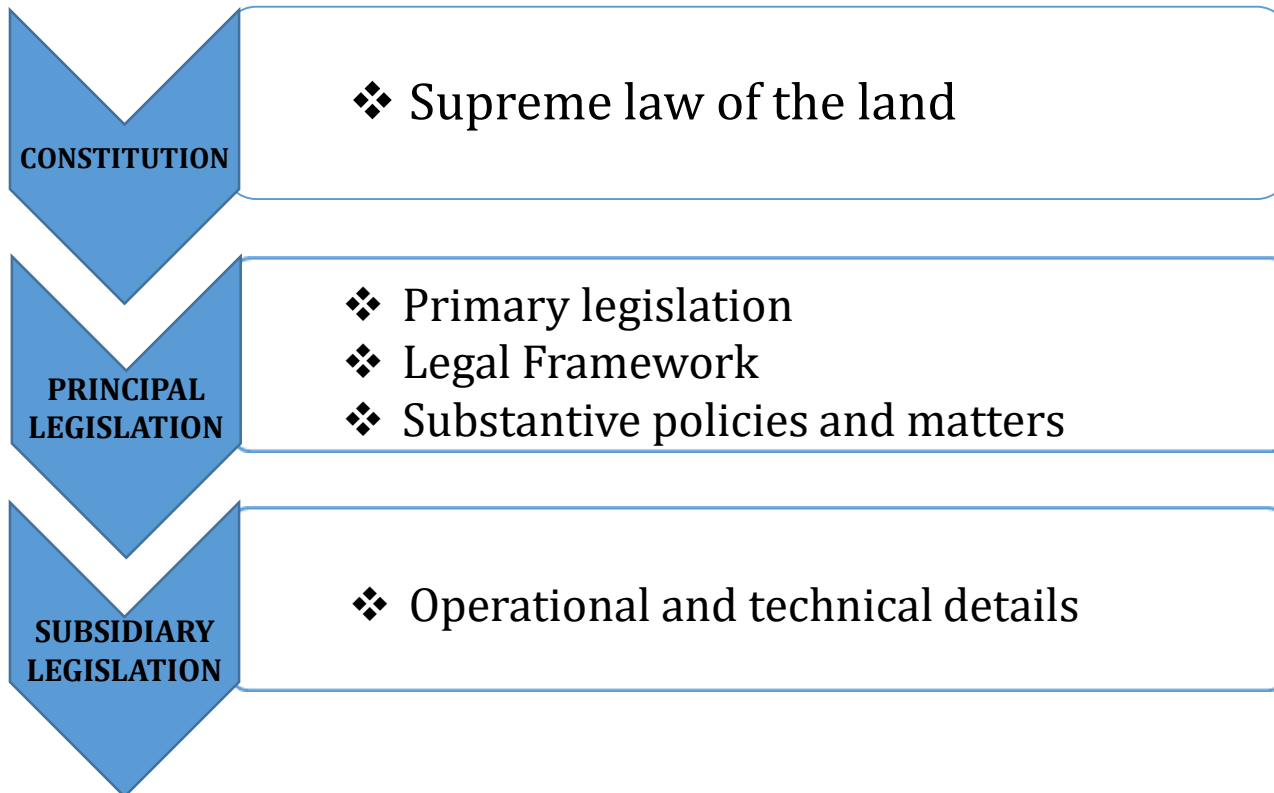 CONSTITUTION
❖ Supreme law of the land
PRINCIPAL
LEGISLATION
❖ Primary legislation
❖ Legal Framework
❖ Substantive policies and matters
SUBSIDIARY
LEGISLATION
❖ Operational and technical details